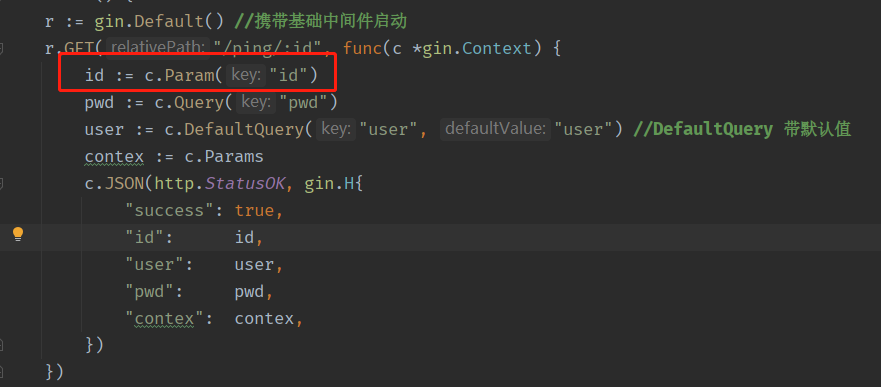 r := gin.Default() //携带基础中间件启动
r.GET( relativePath: "/ping/:id", func(c *gin.Context) {
id := c.Param( key: "id")
pwd := c.Query( key: "pwd")
user := c.DefaultQuery( key: "user", defaultValue: "user") //DefaultQuery 带默认值
contex := c.Params
c.JSON(http.StatusOK, gin.H{
"success": true,
"id": id,
"user": user,
"pwd": pwd,
"contex": contex,
})
})